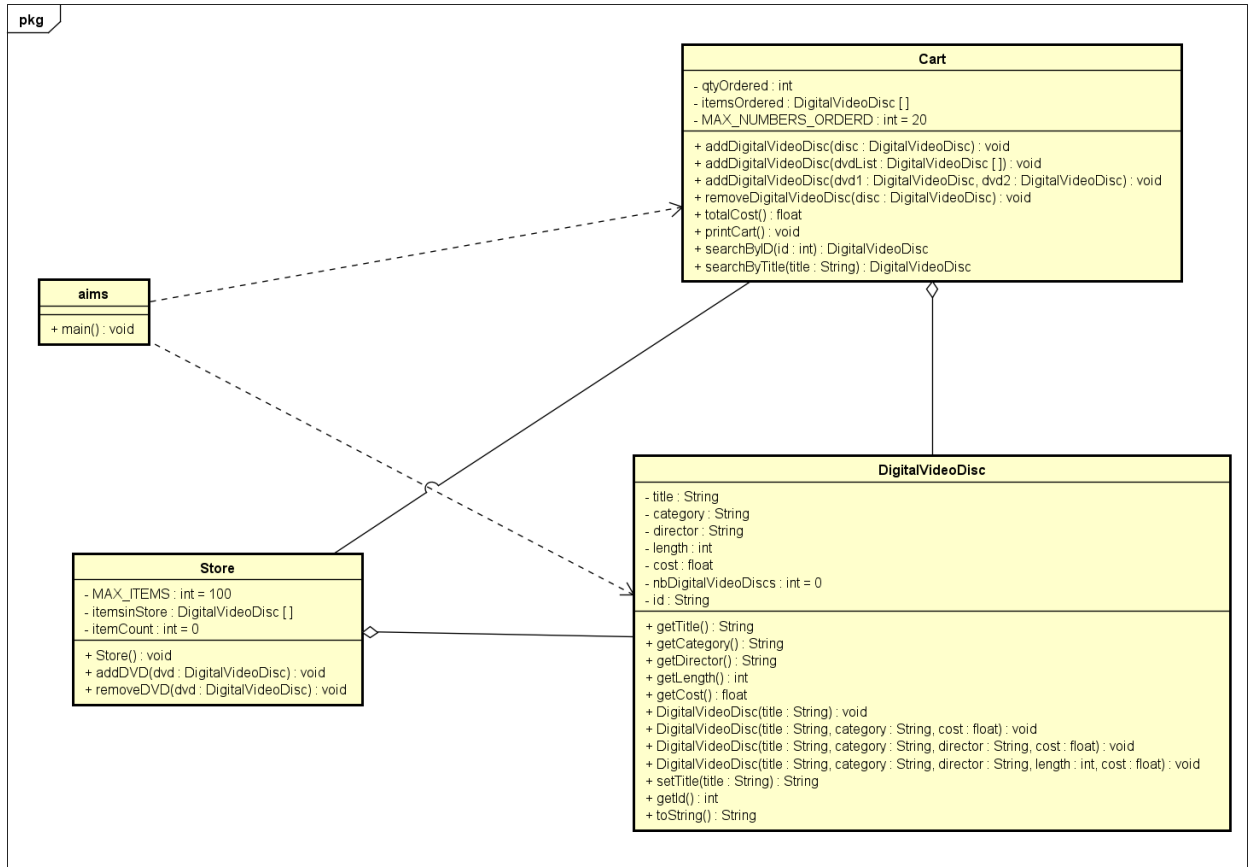 pkg
Cart
- qtyOrdered : int
- itemsOrdered : DigitalVideoDisc [ ]
- MAX_NUMBERS_ORDERD : int = 20
+ addDigitalVideoDisc(disc : DigitalVideoDisc) : void
+ addDigitalVideoDisc(dvdList : DigitalVideoDisc [ ]) : void
+ addDigitalVideoDisc(dvd1 : DigitalVideoDisc, dvd2 : DigitalVideoDisc) : void
+ removeDigitalVideoDisc(disc : DigitalVideoDisc) : void
+ totalCost() : float
+ printCart() : void
+ searchByID(id : int) : DigitalVideoDisc
+ searchByTitle(title : String) : DigitalVideoDisc
aims
+ main() : void
DigitalVideoDisc
- title : String
- category : String
- director : String
- length : int
- cost : float
- nbDigitalVideoDiscs : int = 0
- id : String
+ getTitle() : String
+ getCategory() : String
+ getDirector() : String
+ getLength() : int
+ getCost() : float
+ DigitalVideoDisc(title : String) : void
+ DigitalVideoDisc(title : String, category : String, cost : float) : void
+ DigitalVideoDisc(title : String, category : String, director : String, cost : float) : void
+ DigitalVideoDisc(title : String, category : String, director : String, length : int, cost : float) : void
+ setTitle(title : String) : String
+ getId() : int
+ toString() : String
Store
- MAX_ITEMS : int = 100
- itemsinStore : DigitalVideoDisc [ ]
- itemCount : int = 0
+ Store() : void
+ addDVD(dvd : DigitalVideoDisc) : void
+ removeDVD(dvd : DigitalVideoDisc) : void